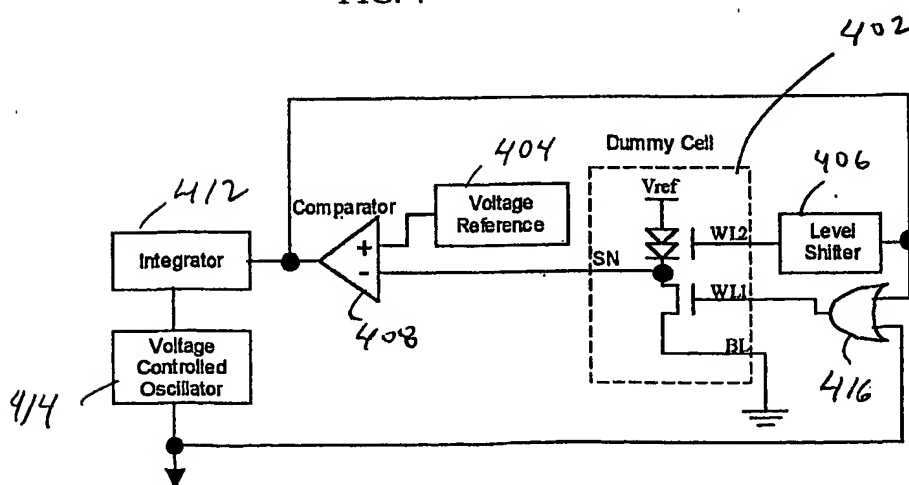 402
404
Dummy Cell
406
412
Comparator
Voltage
Reference
Vref
WL2
Level
Shifter
+
-
Integrator
SN
WL1
408
Voltage
Controlled
Oscillator
BL
416
414